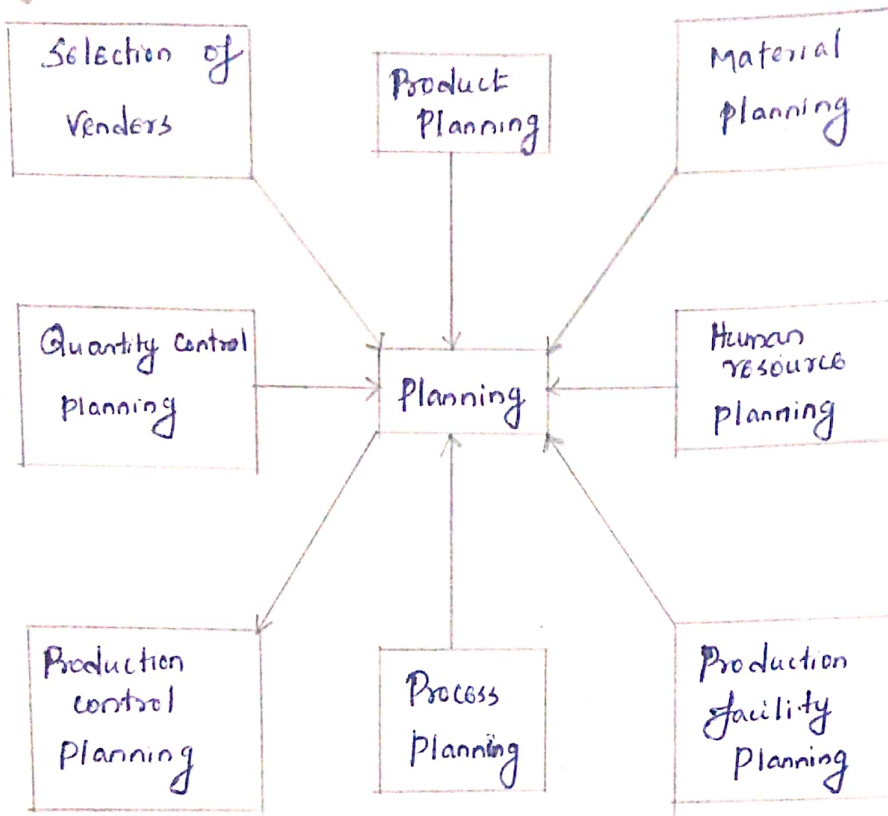 Selection of
Venders
Product
Planning
Material
planning
Quantity control
planning
Planning
Human
resource
planning
Production
control
planning
Process
planning
Production
facility
planning